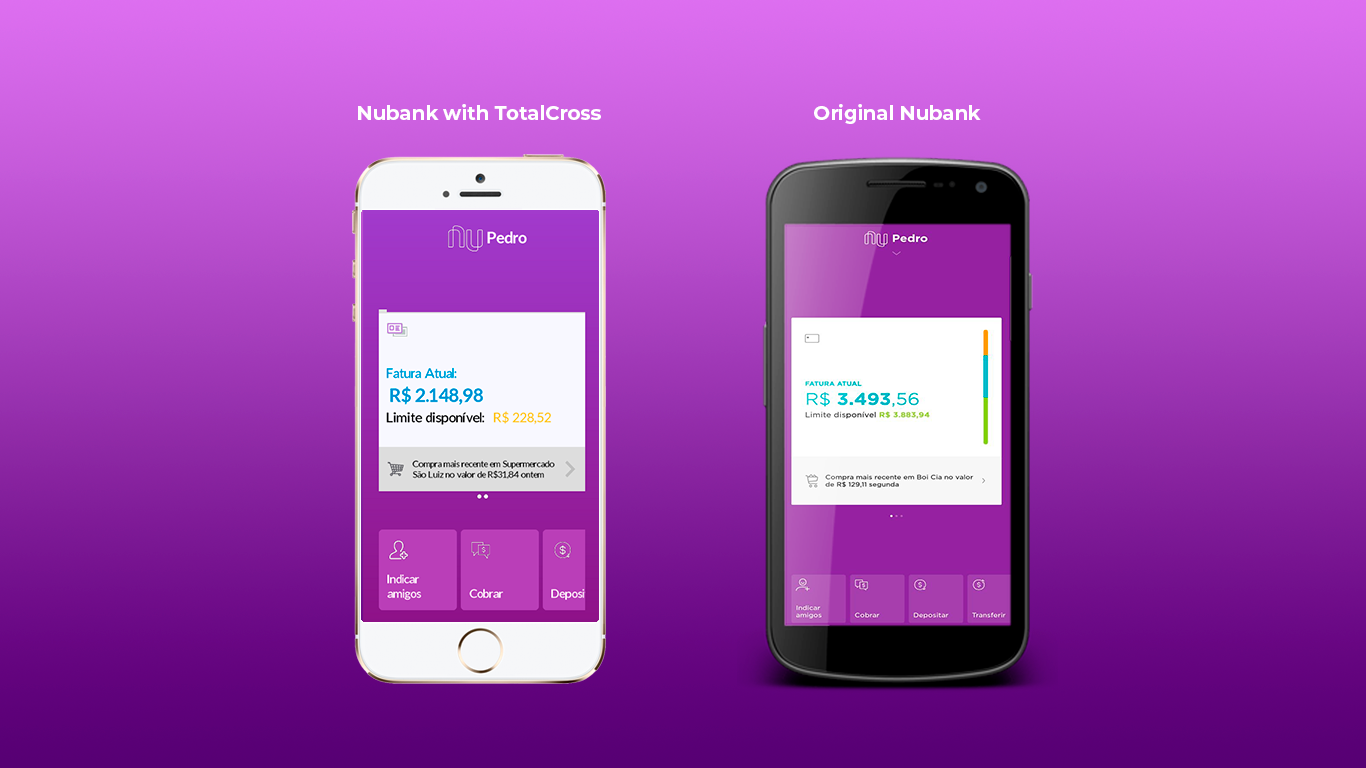 Nubank with TotalCross
nu Pedro
Fatura Atual:
R$ 2.148,98
Limite disponível: R$ 228,52
Compra mais recente em Supermercado
São Luiz no valor de R$31,84 ontem
Indicar
amigos
Cobrar
Deposi
Original Nubank
nu Pedro
FATURA ATUAL
R$ 3.493,56
Limite disponível R$ 3.883,94
Compra mais recente em Boi Cia no valor
de R$ 129,11 segunda
Indicar
amigos
Cobrar
Depositar
Transferir